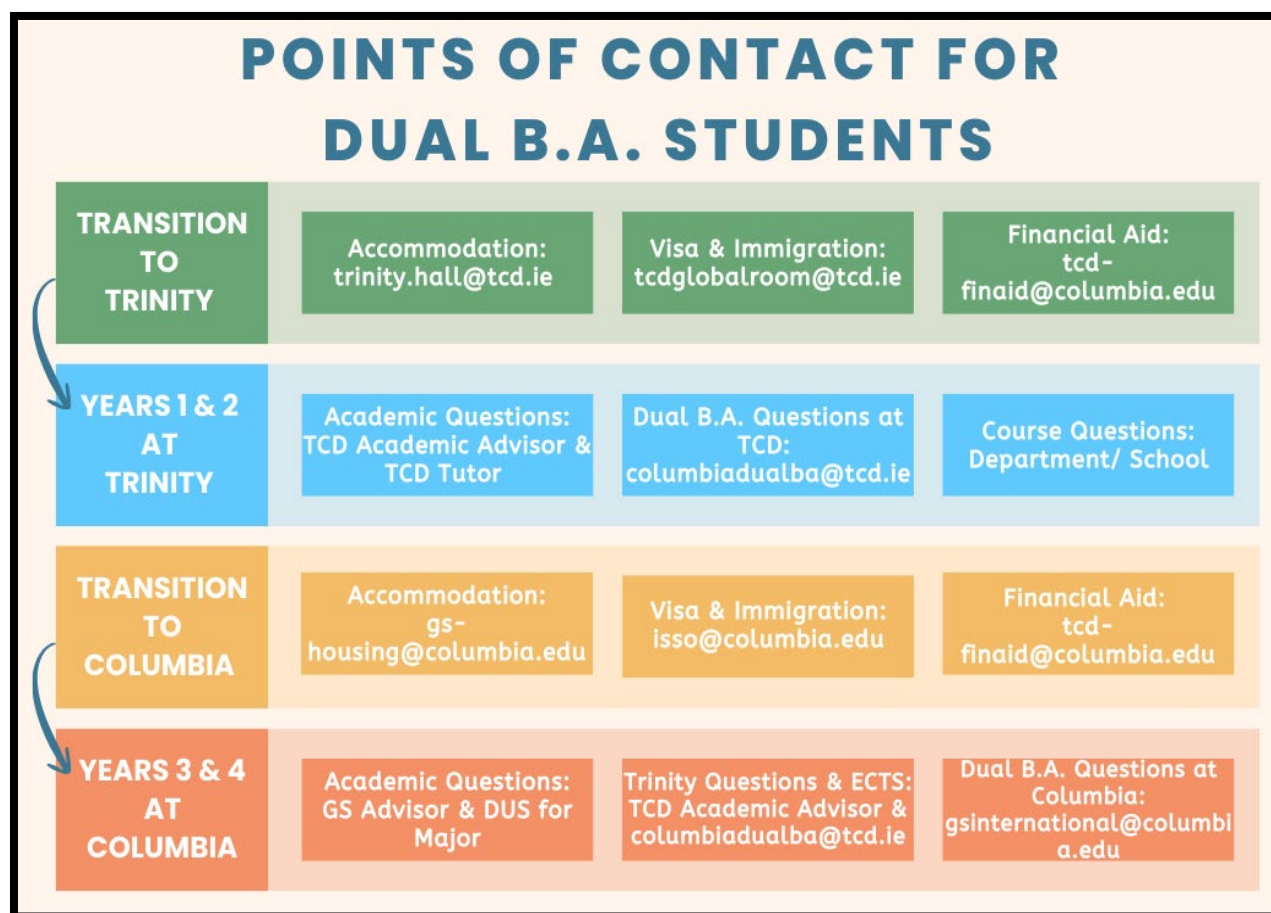 POINTS OF CONTACT FOR
DUAL B.A. STUDENTS
TRANSITION
TO
TRINITY
Accommodation:
trinity.hall@tcd.ie
Visa & Immigration:
tcdglobalroom@tcd.ie
Financial Aid:
tcd-
finaid@columbia.edu
YEARS 1 & 2
AT
TRINITY
Academic Questions:
TCD Academic Advisor &
TCD Tutor
Dual B.A. Questions at
TCD:
columbiadualba@tcd.ie
Course Questions:
Department/ School
TRANSITION
TO
COLUMBIA
Accommodation:
gs-
housing@columbia.edu
Visa & Immigration:
isso@columbia.edu
Financial Aid:
tcd-
finaid@columbia.edu
YEARS 3 & 4
AT
COLUMBIA
Academic Questions:
GS Advisor & DUS for
Major
Trinity Questions & ECTS:
TCD Academic Advisor &
columbiadualba@tcd.ie
Dual B.A. Questions at
Columbia:
gsinternational@columbi
a.edu